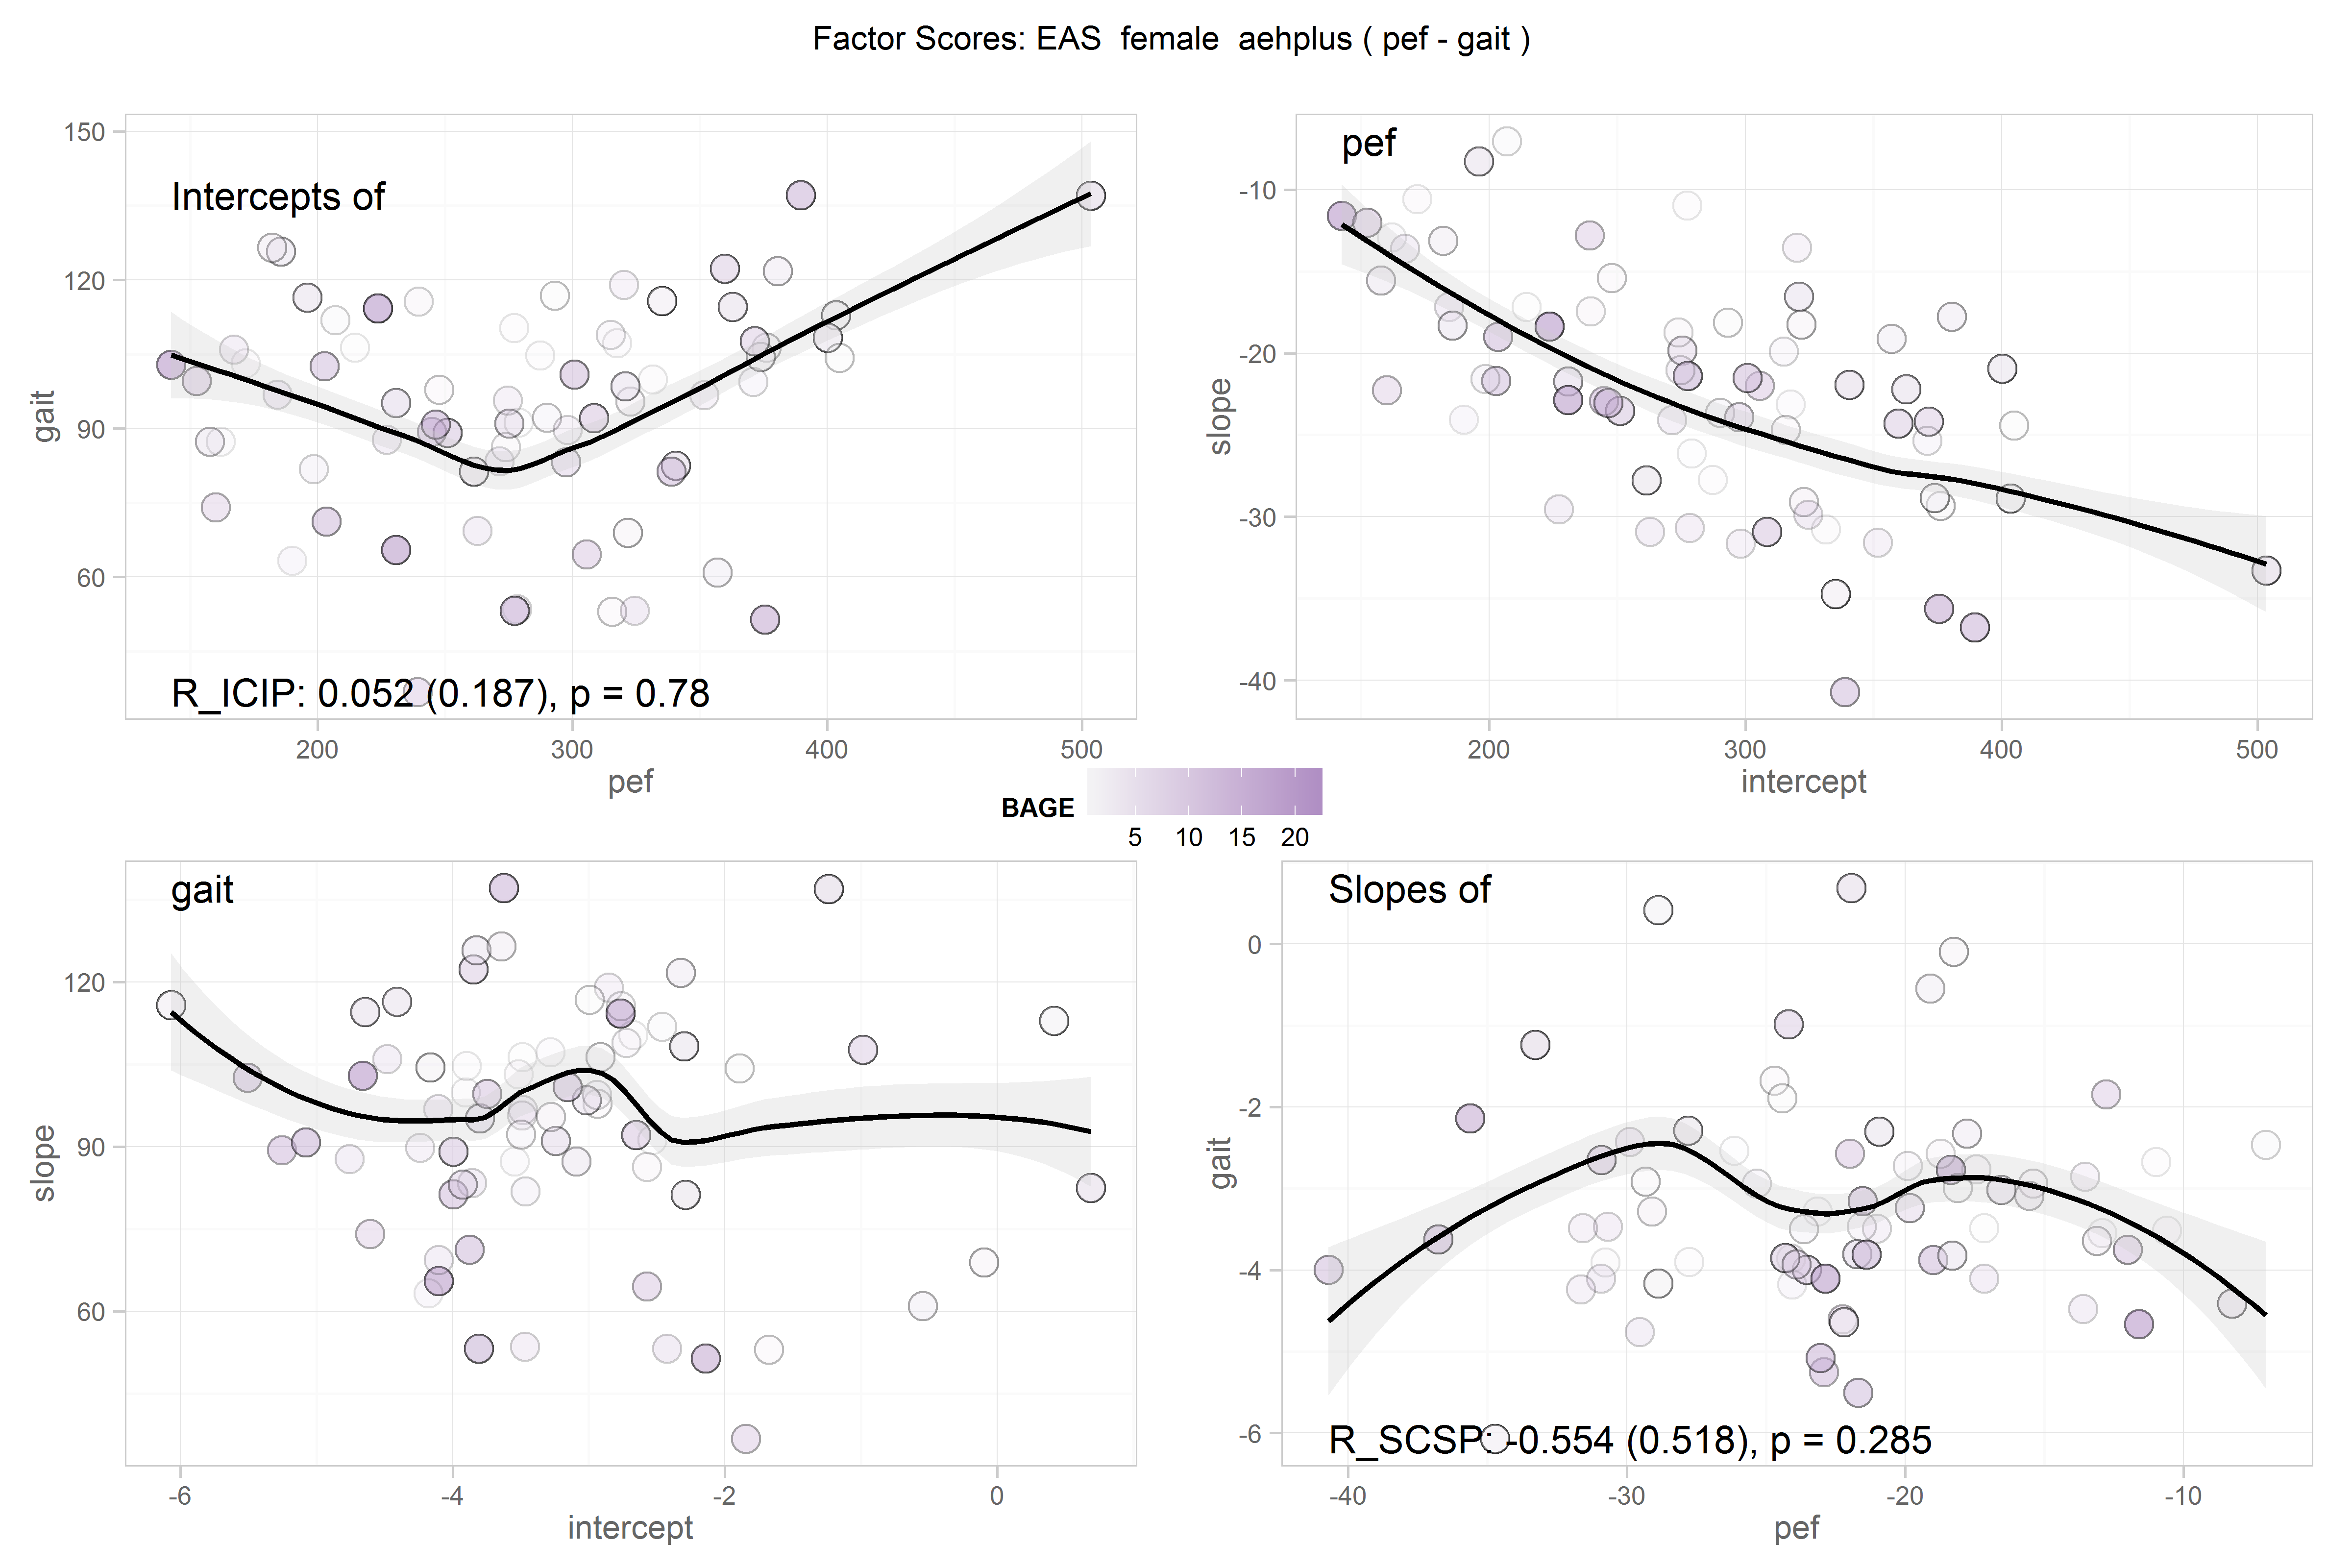 Factor Scores: EAS  female  aehplus ( pef - gait )
150
120
90
60
gait
Intercepts of
R_ICIP: 0.052 (0.187), p = 0.78
200
300
400
500
pef
-10
-20
-30
-40
slope
pef
200
300
400
500
intercept
BAGE
5
10
15
20
120
90
60
slope
gait
-6
-4
-2
0
intercept
0
-2
-4
-6
gait
Slopes of
R_SCSP: -0.554 (0.518), p = 0.285
-40
-30
-20
-10
pef